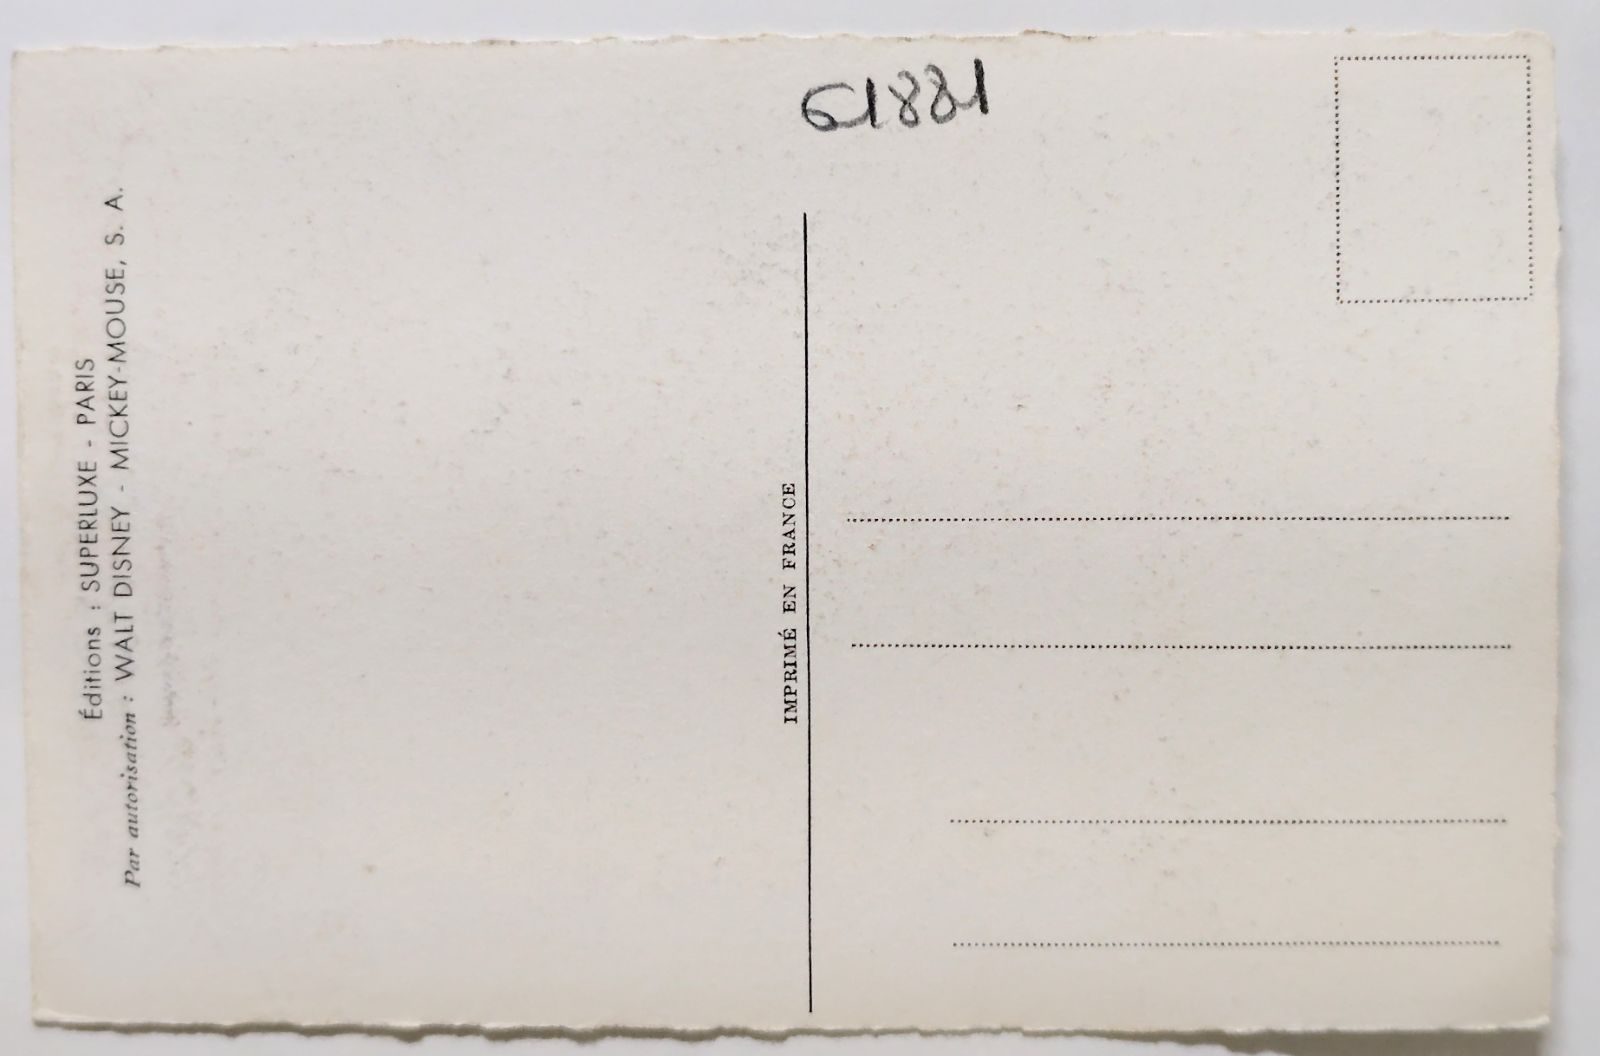 61881
Éditions : SUPERLUXE - PARIS
Par autorisation : WALT DISNEY - MICKEY-MOUSE, S. A.
IMPRIMÉ EN FRANCE